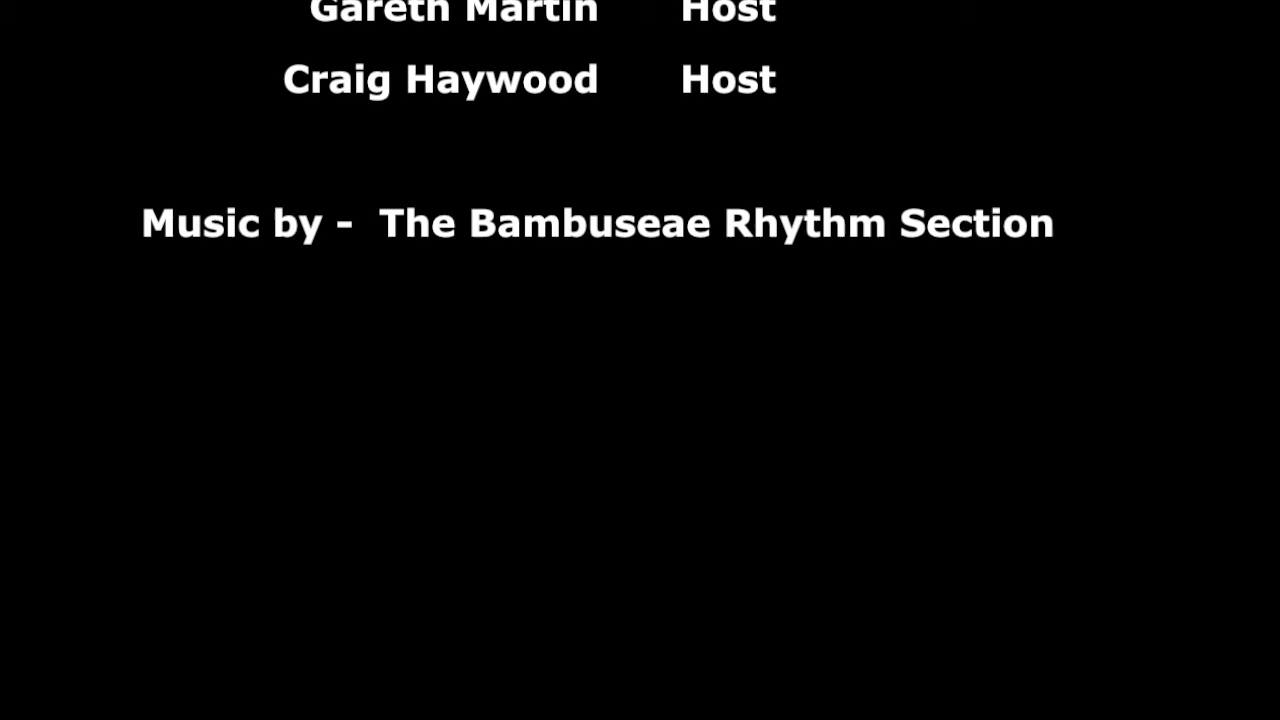 Gareth Martin Host
Craig Haywood Host
Music by - The Bambuseae Rhythm Section